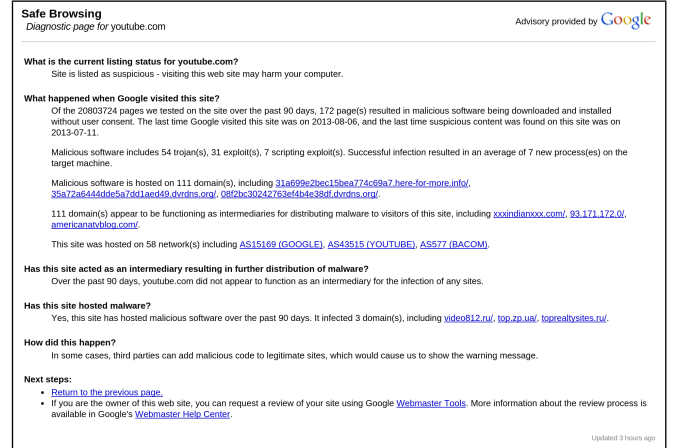 Safe Browsing
Diagnostic page for youtube.com
Advisory provided by Google
What is the current listing status for youtube.com?
Site is listed as suspicious - visiting this web site may harm your computer.
What happened when Google visited this site?
Of the 20803724 pages we tested on the site over the past 90 days, 172 page(s) resulted in malicious software being downloaded and installed
without user consent. The last time Google visited this site was on 2013-08-06, and the last time suspicious content was found on this site was on
2013-07-11.
Malicious software includes 54 trojan(s), 31 exploit(s), 7 scripting exploit(s). Successful infection resulted in an average of 7 new process(es) on the
target machine.
Malicious software is hosted on 111 domain(s), including 31a699e2bec15bea774c69a7.here-for-more.info/,
35a72a6444dde5a7dd1aed49.dvrdns.org/, 08f2bc30242763ef4b4e38df.dvrdns.org/.
111 domain(s) appear to be functioning as intermediaries for distributing malware to visitors of this site, including xxxindianxxx.com/, 93.171.172.0/,
americanatvblog.com/.
This site was hosted on 58 network(s) including AS15169 (GOOGLE), AS43515 (YOUTUBE), AS577 (BACOM).
Has this site acted as an intermediary resulting in further distribution of malware?
Over the past 90 days, youtube.com did not appear to function as an intermediary for the infection of any sites.
Has this site hosted malware?
Yes, this site has hosted malicious software over the past 90 days. It infected 3 domain(s), including video812.ru/, top.zp.ua/, toprealtysites.ru/.
How did this happen?
In some cases, third parties can add malicious code to legitimate sites, which would cause us to show the warning message.
Next steps:
• Return to the previous page.
• If you are the owner of this web site, you can request a review of your site using Google Webmaster Tools. More information about the review process is
available in Google's Webmaster Help Center.
Updated 3 hours ago